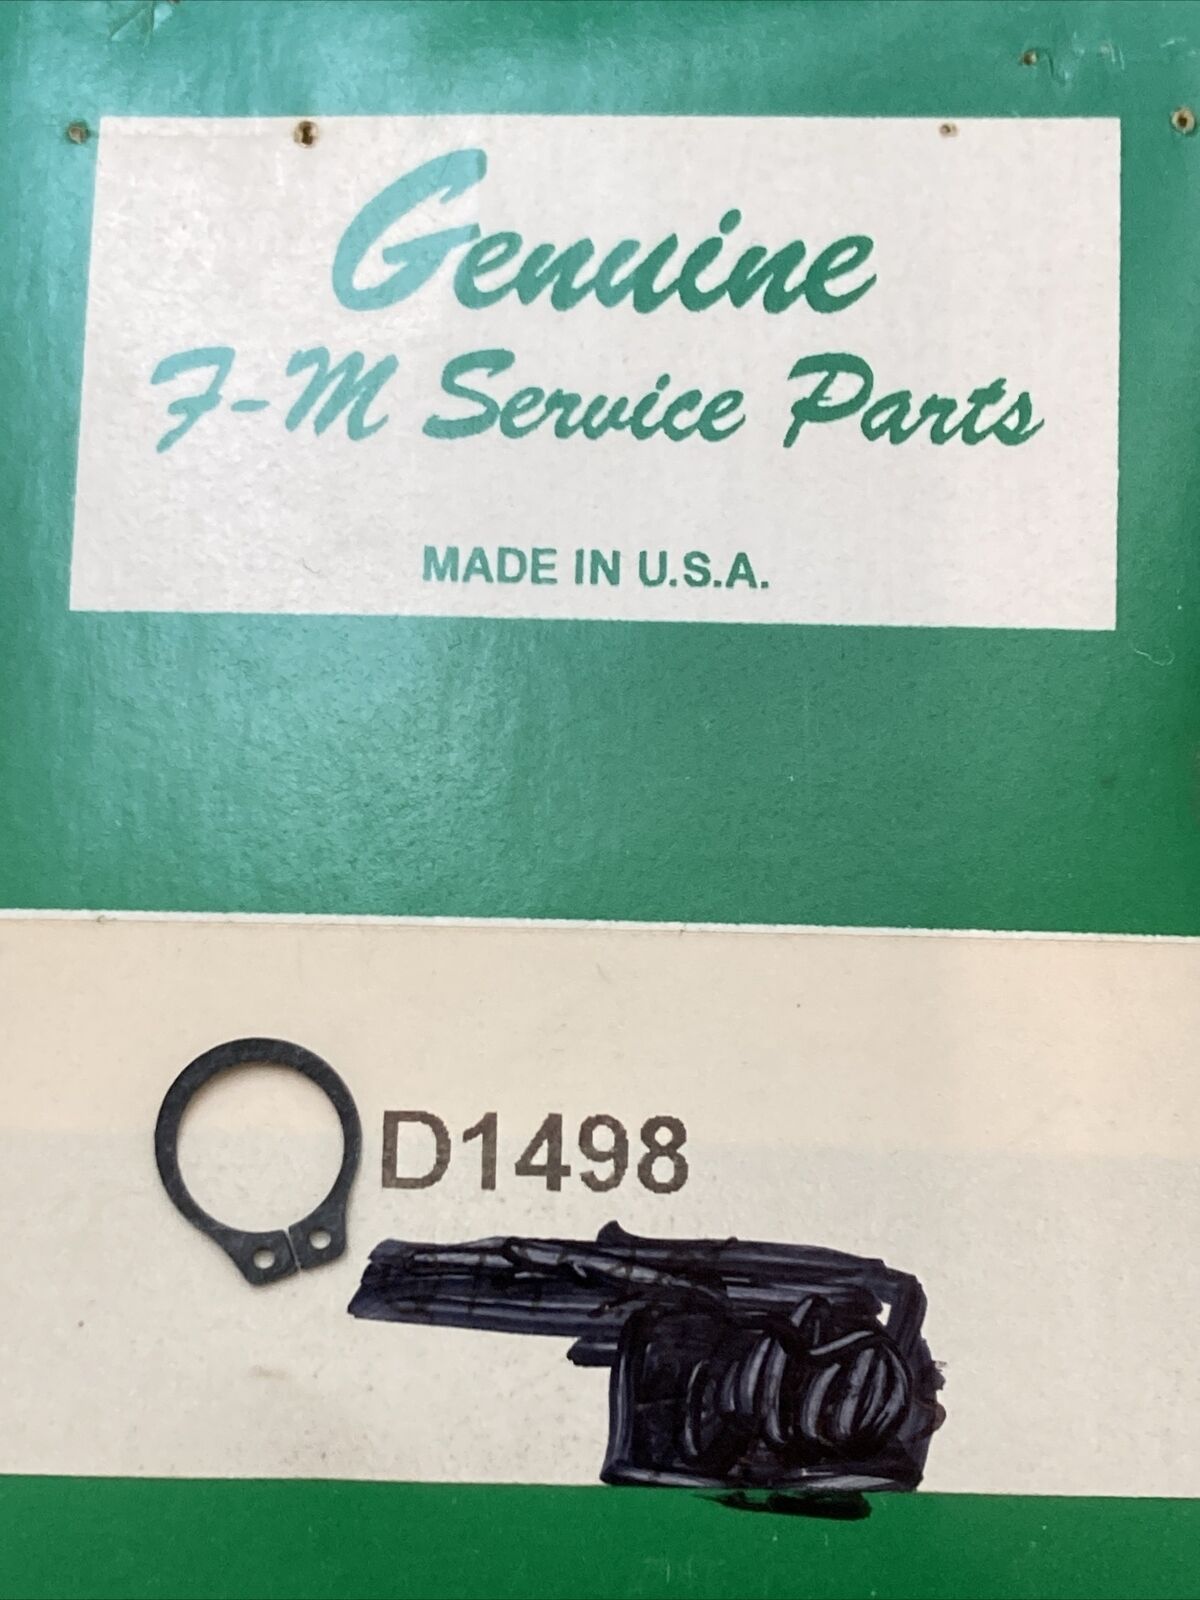 Genuine
F-M Service Parts
MADE IN U.S.A.
D1498